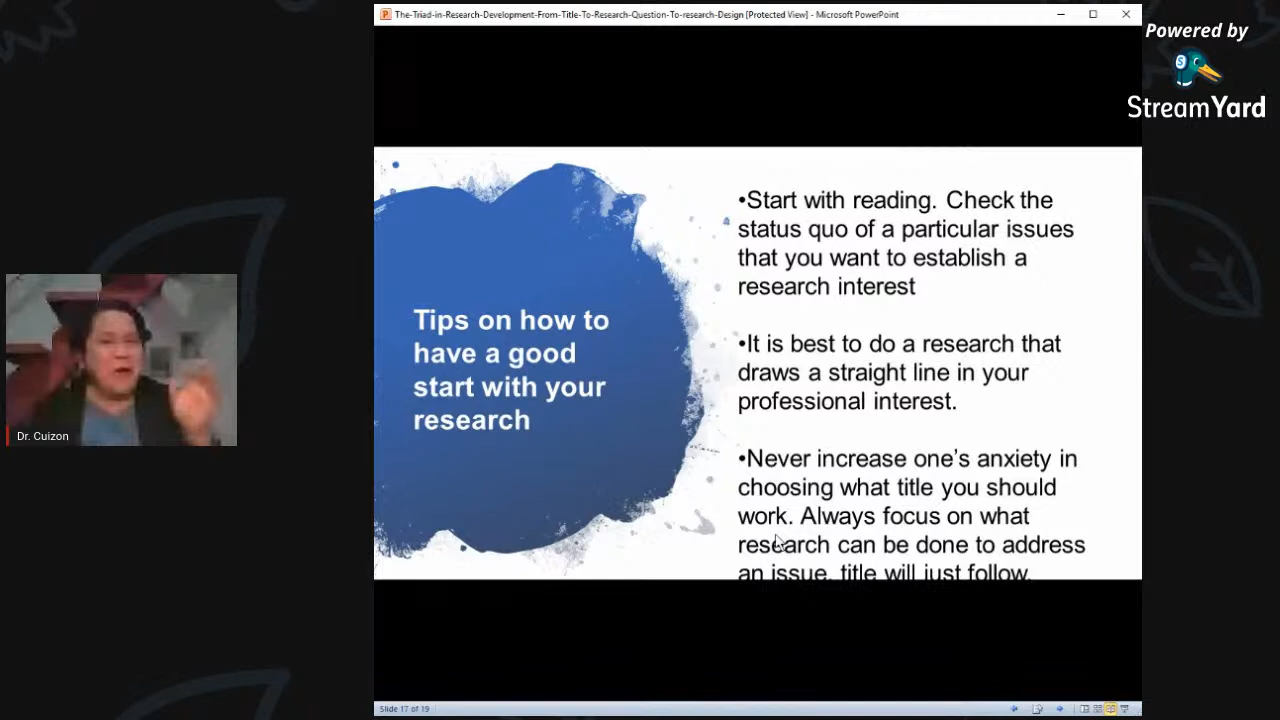 The-Triad-in-Research-Development-From-Title-To-Research-Question-To-research-Design [Protected View] - Microsoft PowerPoint
Powered by
StreamYard
Tips on how to
have a good
start with your
research
•Start with reading. Check the
status quo of a particular issues
that you want to establish a
research interest
•It is best to do a research that
draws a straight line in your
professional interest.
•Never increase one’s anxiety in
choosing what title you should
work. Always focus on what
research can be done to address
an issue, title will just follow.
Dr. Cuizon
Slide 17 of 19